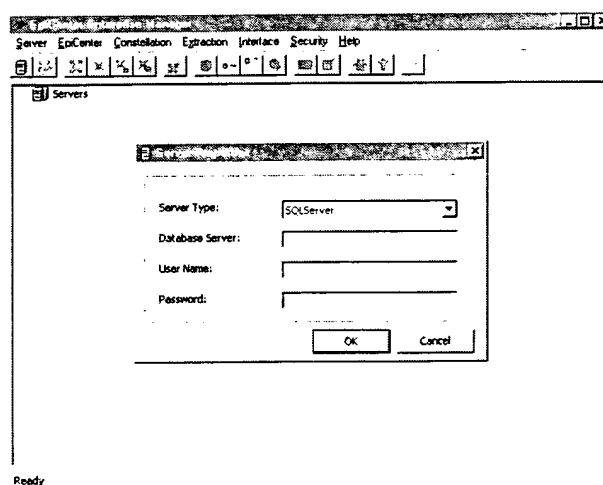 Server EpiCenter Constellation Extraction Interface Security Help
Servers
Server Type: SQLServer
Database Server:
User Name:
Password:
OK Cancel
Ready